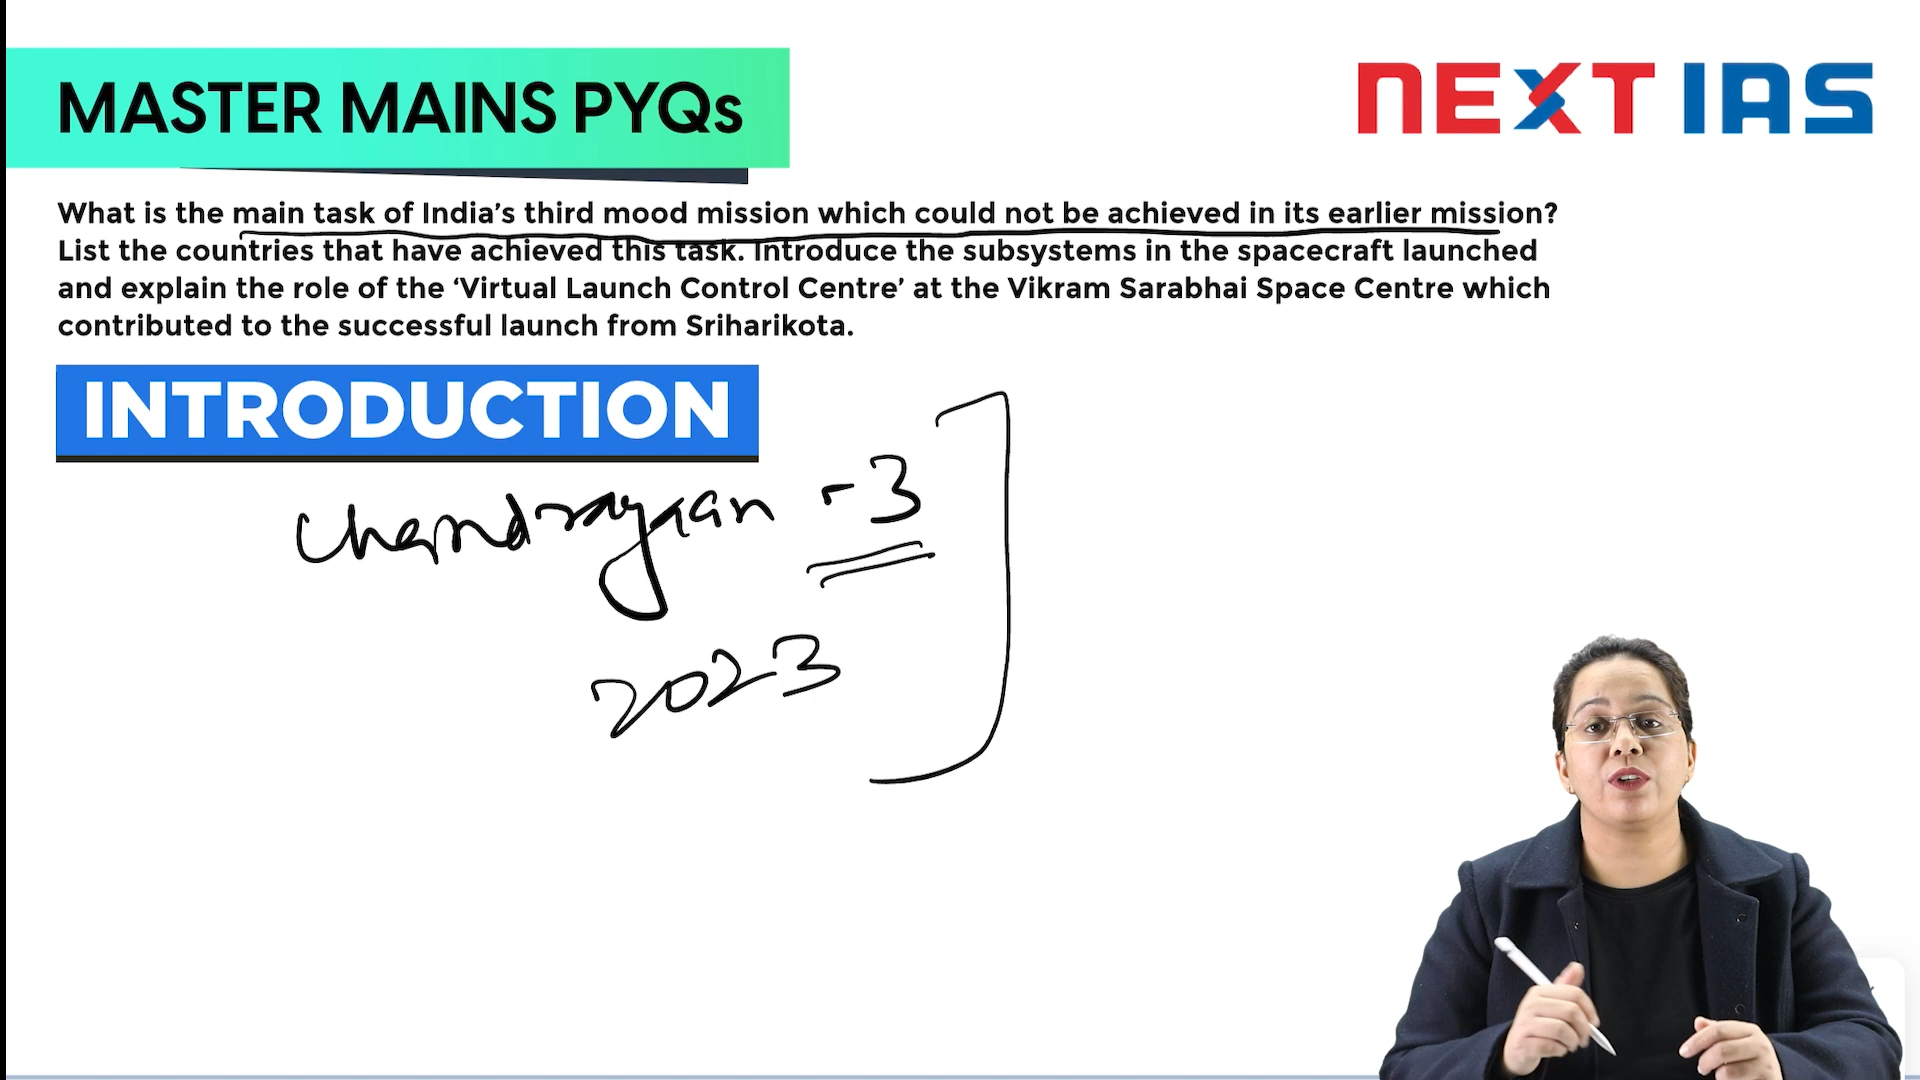 MASTER MAINS PYQs
NEXT IAS
What is the main task of India’s third mood mission which could not be achieved in its earlier mission?
List the countries that have achieved this task. Introduce the subsystems in the spacecraft launched
and explain the role of the ‘Virtual Launch Control Centre’ at the Vikram Sarabhai Space Centre which
contributed to the successful launch from Sriharikota.
INTRODUCTION
Chandrayaan -3
2023